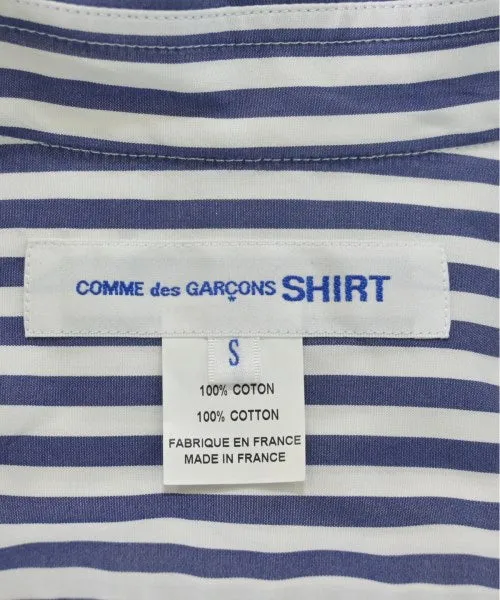 COMME des GARÇONS SHIRT
S
100% COTON
100% COTTON
FABRIQUE EN FRANCE
MADE IN FRANCE